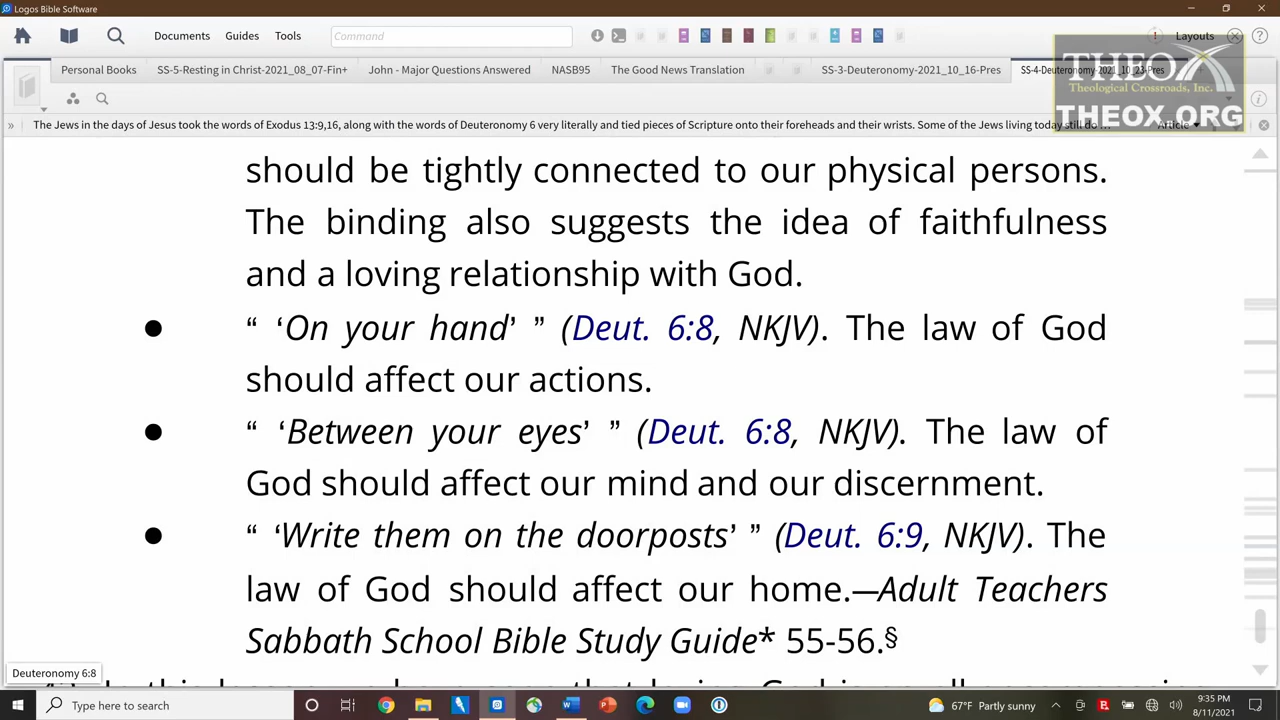 Logos Bible Software
Documents Guides Tools Command Layouts
Personal Books SS-5-Resting in Christ-2021_08_07-Fin+ s Answered NASB95 The Good News Translation SS-3-Deuteronomy-2021_10_16-Pres SS-4-Deuteronomy-2021_10_23-Pres
THEOX
Theological Crossroads, Inc.
THEOX.ORG
» The Jews in the days of Jesus took the words of Exodus 13:9,16, along with the words of Deuteronomy 6 very literally and tied pieces of Scripture onto their foreheads and their wrists. Some of the Jews living today still do ... Article
should be tightly connected to our physical persons.
The binding also suggests the idea of faithfulness
and a loving relationship with God.
● “ ‘On your hand’ ” (Deut. 6:8, NKJV). The law of God
should affect our actions.
● “ ‘Between your eyes’ ” (Deut. 6:8, NKJV). The law of
God should affect our mind and our discernment.
● “ ‘Write them on the doorposts’ ” (Deut. 6:9, NKJV). The
law of God should affect our home.—Adult Teachers
Sabbath School Bible Study Guide* 55-56.§
Deuteronomy 6:8
Type here to search
67°F Partly sunny
9:35 PM
8/11/2021